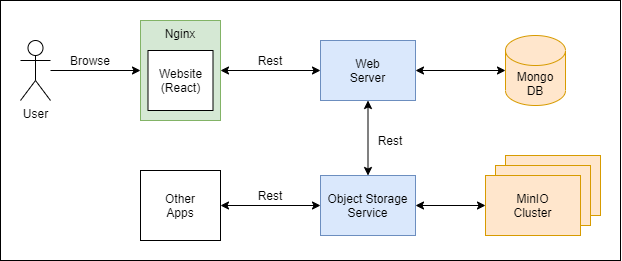 Nginx
Browse
Website
(React)
Rest
Web
Server
Mongo
DB
User
Rest
Other
Apps
Rest
Object Storage
Service
MinIO
Cluster